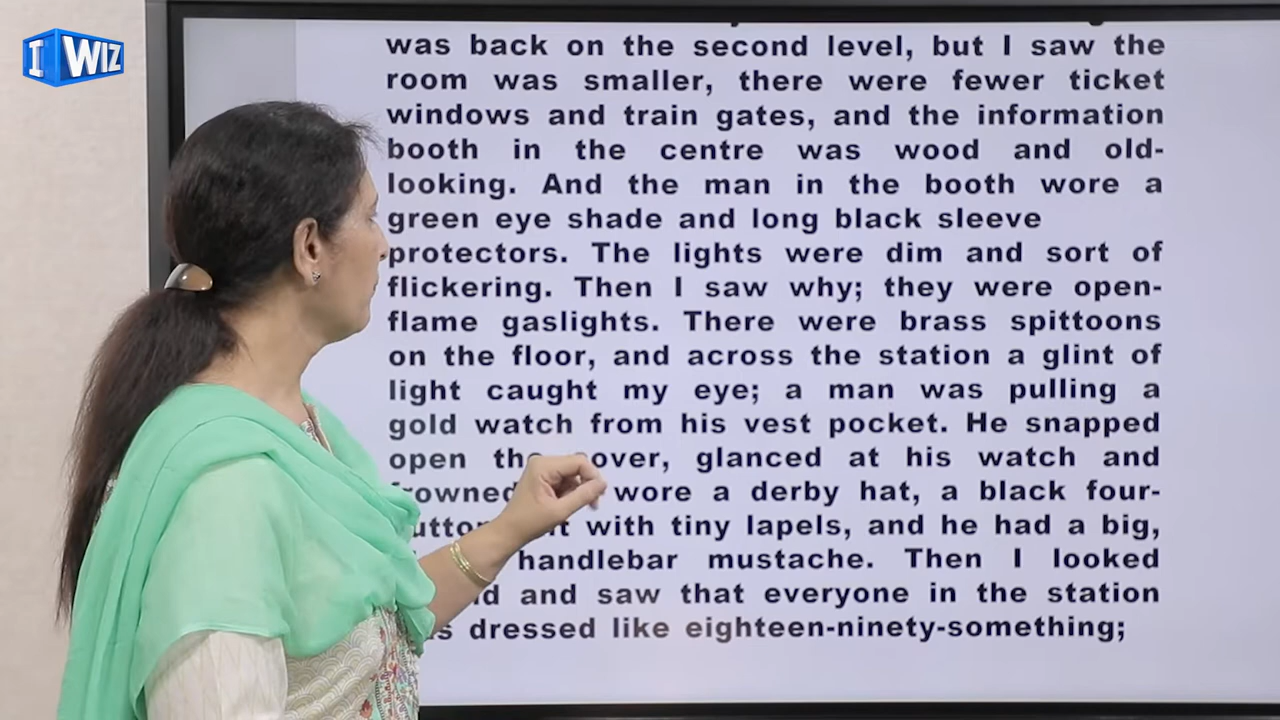 I WIZ
was back on the second level, but I saw the
room was smaller, there were fewer ticket
windows and train gates, and the information
booth in the centre was wood and old-
looking. And the man in the booth wore a
green eye shade and long black sleeve
protectors. The lights were dim and sort of
flickering. Then I saw why; they were open-
flame gaslights. There were brass spittoons
on the floor, and across the station a glint of
light caught my eye; a man was pulling a
gold watch from his vest pocket. He snapped
open the cover, glanced at his watch and
frowned wore a derby hat, a black four-
button with tiny lapels, and he had a big,
handlebar mustache. Then I looked
and saw that everyone in the station
dressed like eighteen-ninety-something;